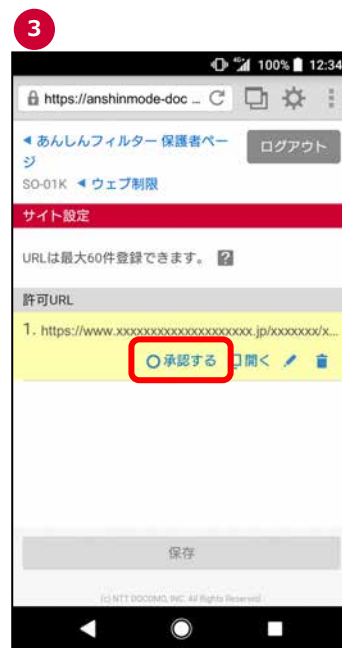 3
100% 12:34
https://anshinmode-doc ...
◀ あんしんフィルター 保護者ペー
ジ
ログアウト
SO-01K ◀ ウェブ制限
サイト設定
URLは最大60件登録できます。 ?
許可URL
1. https://www.xxxxxxxxxxxxxxxxxxxx.jp/xxxxxxx/x...
承認する 開く
保存
(c) NTT DOCOMO, INC. All Rights Reserved.